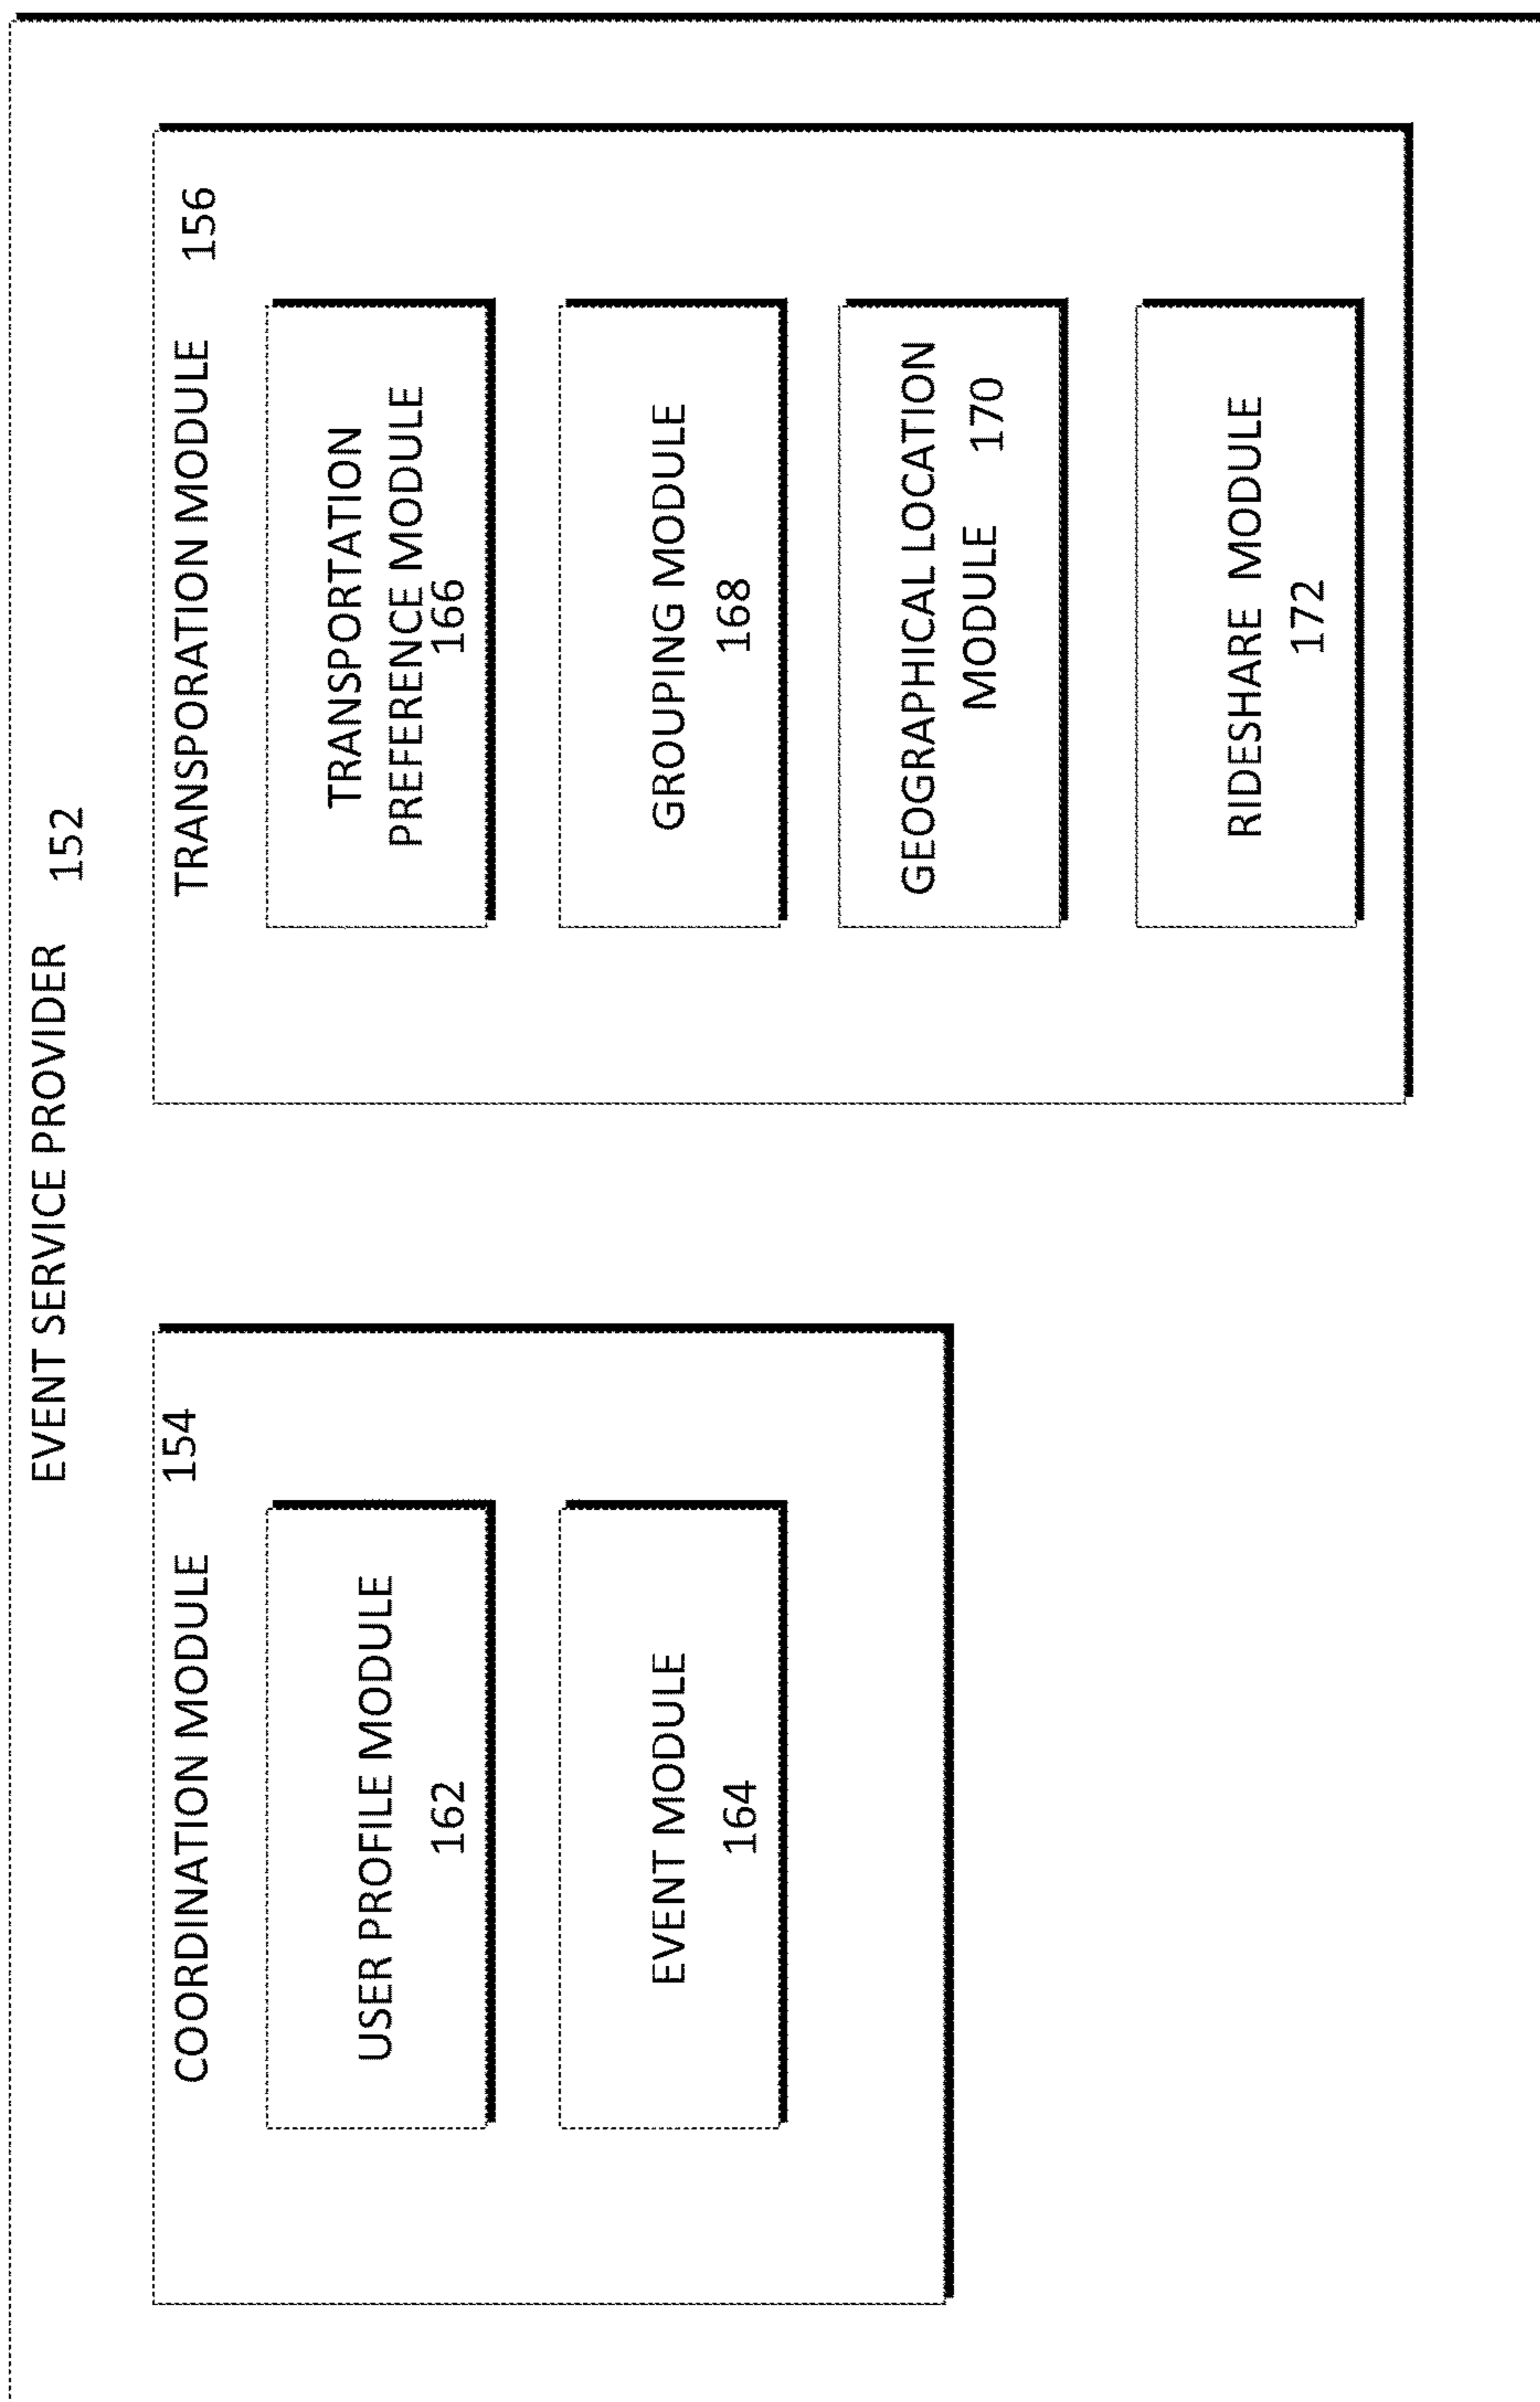 EVENT SERVICE PROVIDER 152
COORDINATION MODULE 154
USER PROFILE MODULE
162
EVENT MODULE
164
TRANSPORATION MODULE 156
TRANSPORTATION
PREFERENCE MODULE
166
GROUPING MODULE
168
GEOGRAPHICAL LOCATION
MODULE 170
RIDESHARE MODULE
172